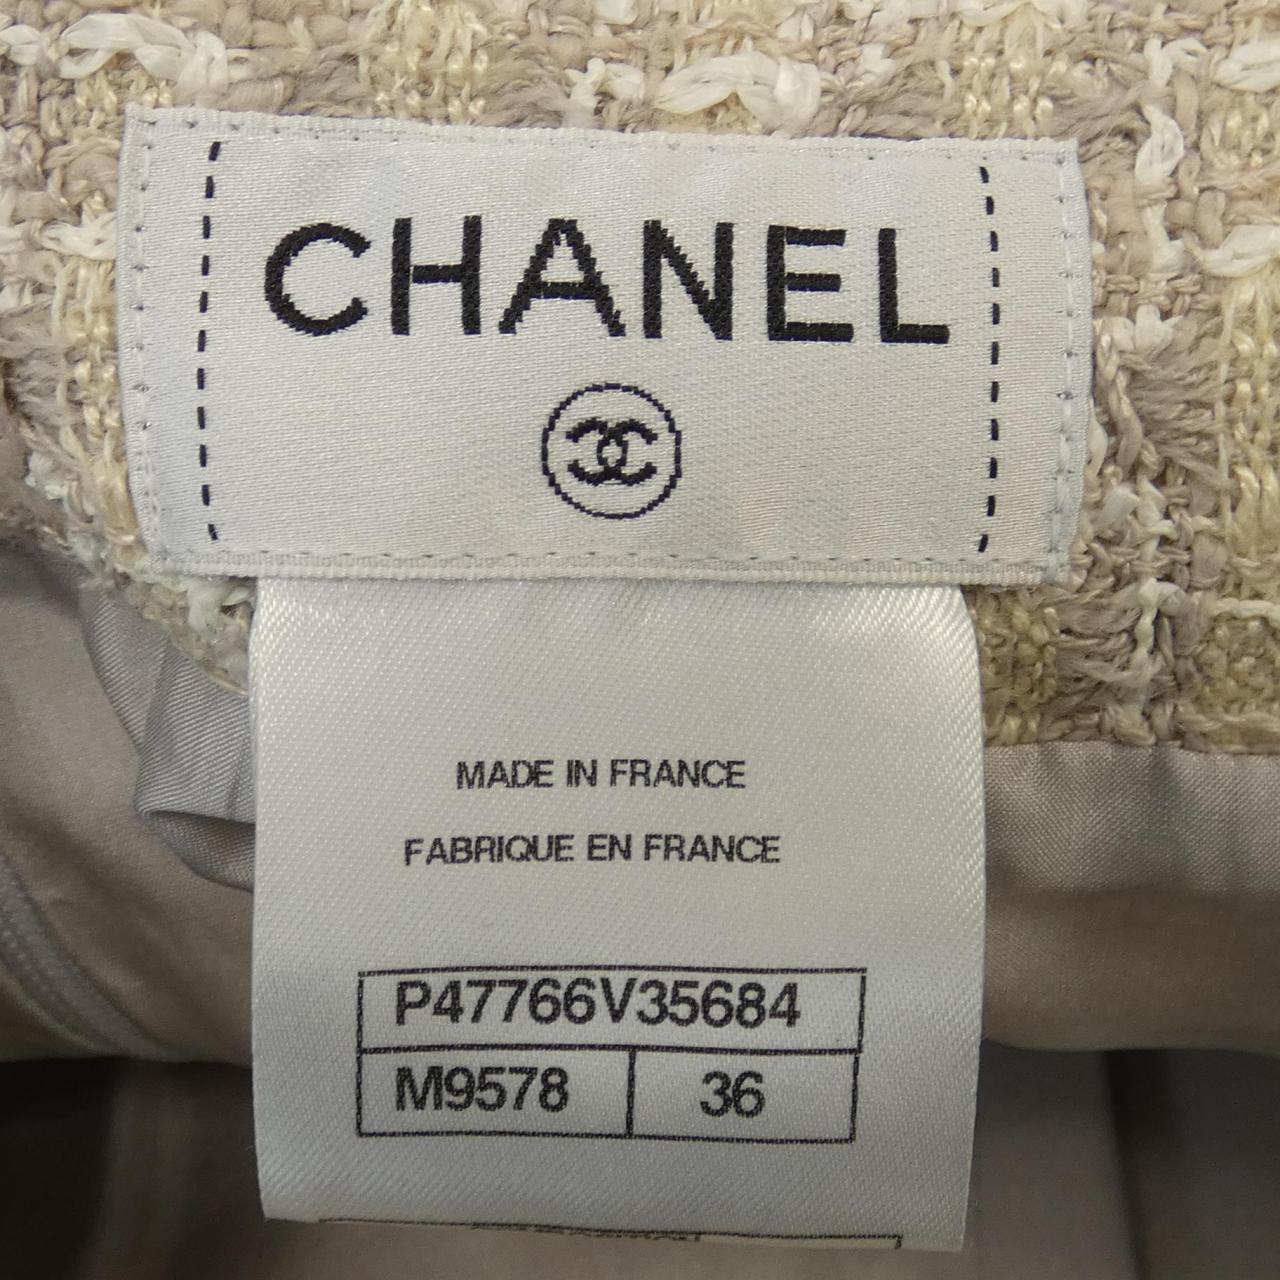 CHANEL
MADE IN FRANCE
FABRIQUE EN FRANCE
P47766V35684
M9578 36